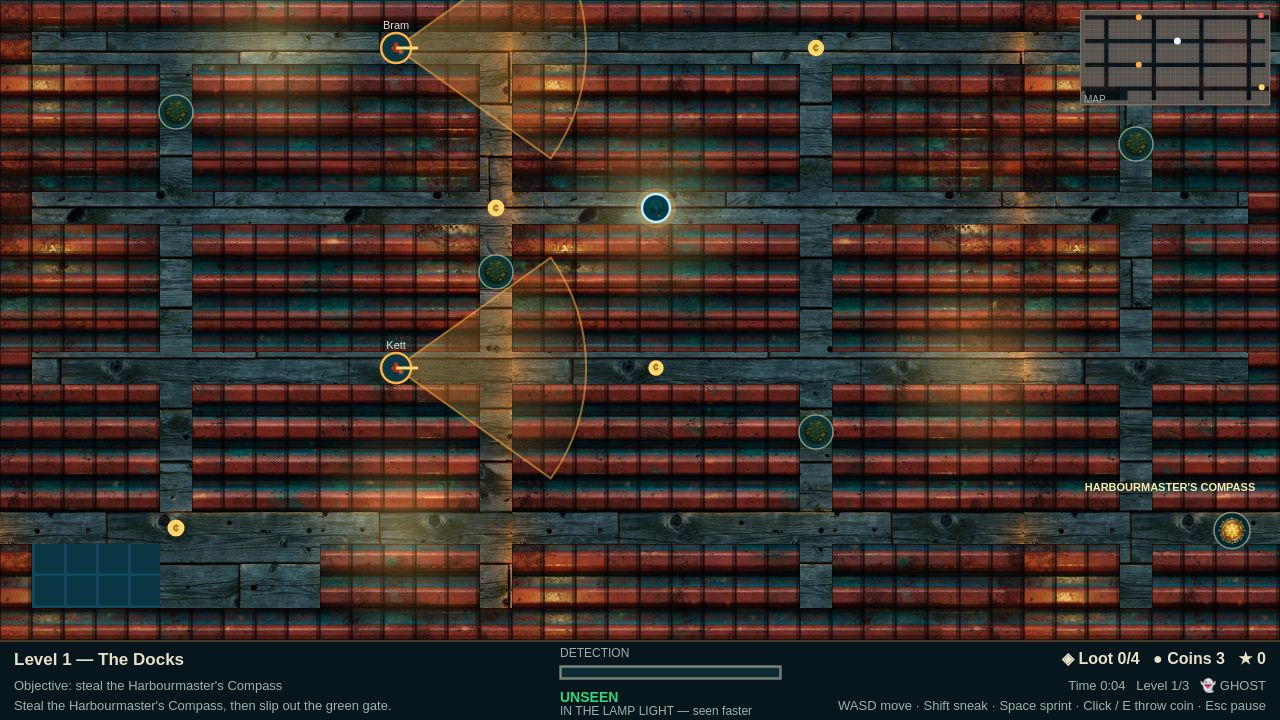 Bram
¢
MAP
¢
Kett
¢
HARBOURMASTER'S COMPASS
¢
Level 1 — The Docks
Objective: steal the Harbourmaster's Compass
Steal the Harbourmaster's Compass, then slip out the green gate.
DETECTION
UNSEEN
IN THE LAMP LIGHT — seen faster
◈ Loot 0/4 ● Coins 3 ★ 0
Time 0:04 Level 1/3 👻 GHOST
WASD move · Shift sneak · Space sprint · Click / E throw coin · Esc pause